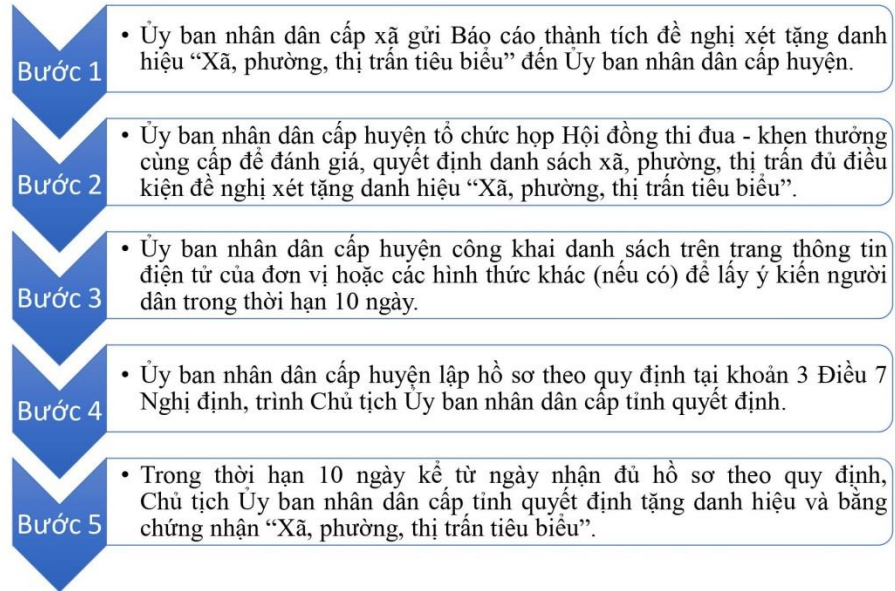 Bước 1
• Ủy ban nhân dân cấp xã gửi Báo cáo thành tích đề nghị xét tặng danh
hiệu “Xã, phường, thị trấn tiêu biểu” đến Ủy ban nhân dân cấp huyện.
Bước 2
• Ủy ban nhân dân cấp huyện tổ chức họp Hội đồng thi đua - khen thưởng
cùng cấp để đánh giá, quyết định danh sách xã, phường, thị trấn đủ điều
kiện đề nghị xét tặng danh hiệu “Xã, phường, thị trấn tiêu biểu”.
Bước 3
• Ủy ban nhân dân cấp huyện công khai danh sách trên trang thông tin
điện tử của đơn vị hoặc các hình thức khác (nếu có) để lấy ý kiến người
dân trong thời hạn 10 ngày.
Bước 4
• Ủy ban nhân dân cấp huyện lập hồ sơ theo quy định tại khoản 3 Điều 7
Nghị định, trình Chủ tịch Ủy ban nhân dân cấp tỉnh quyết định.
Bước 5
• Trong thời hạn 10 ngày kể từ ngày nhận đủ hồ sơ theo quy định,
Chủ tịch Ủy ban nhân dân cấp tỉnh quyết định tặng danh hiệu và bằng
chứng nhận “Xã, phường, thị trấn tiêu biểu”.